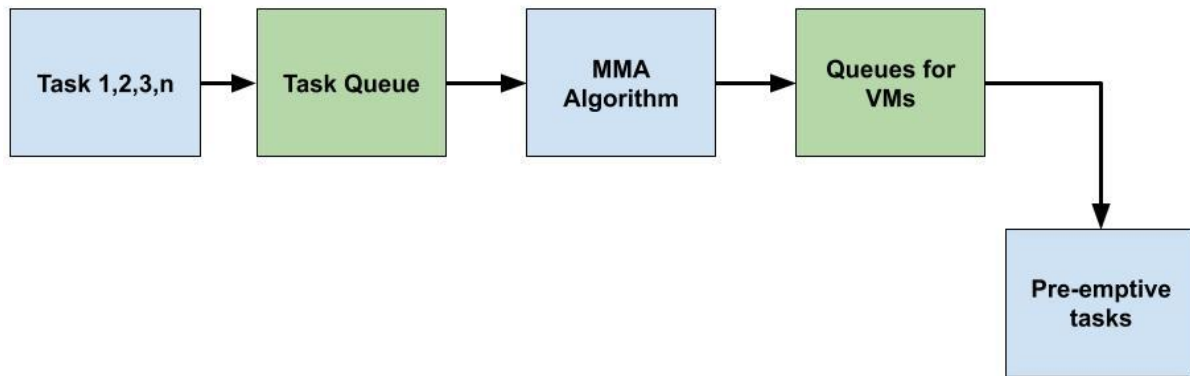 Task 1,2,3,n
Task Queue
MMA
Algorithm
Queues for
VMs
Pre-emptive
tasks